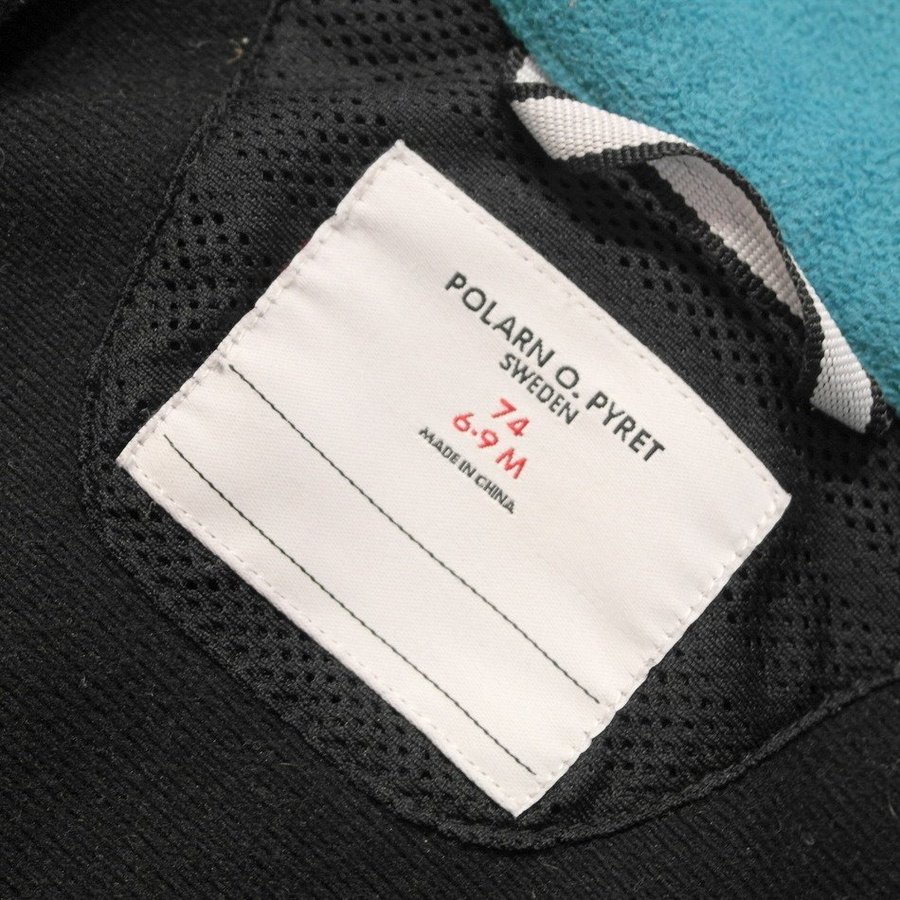 POLARN O. PYRET
SWEDEN
74
6-9 M
MADE IN CHINA